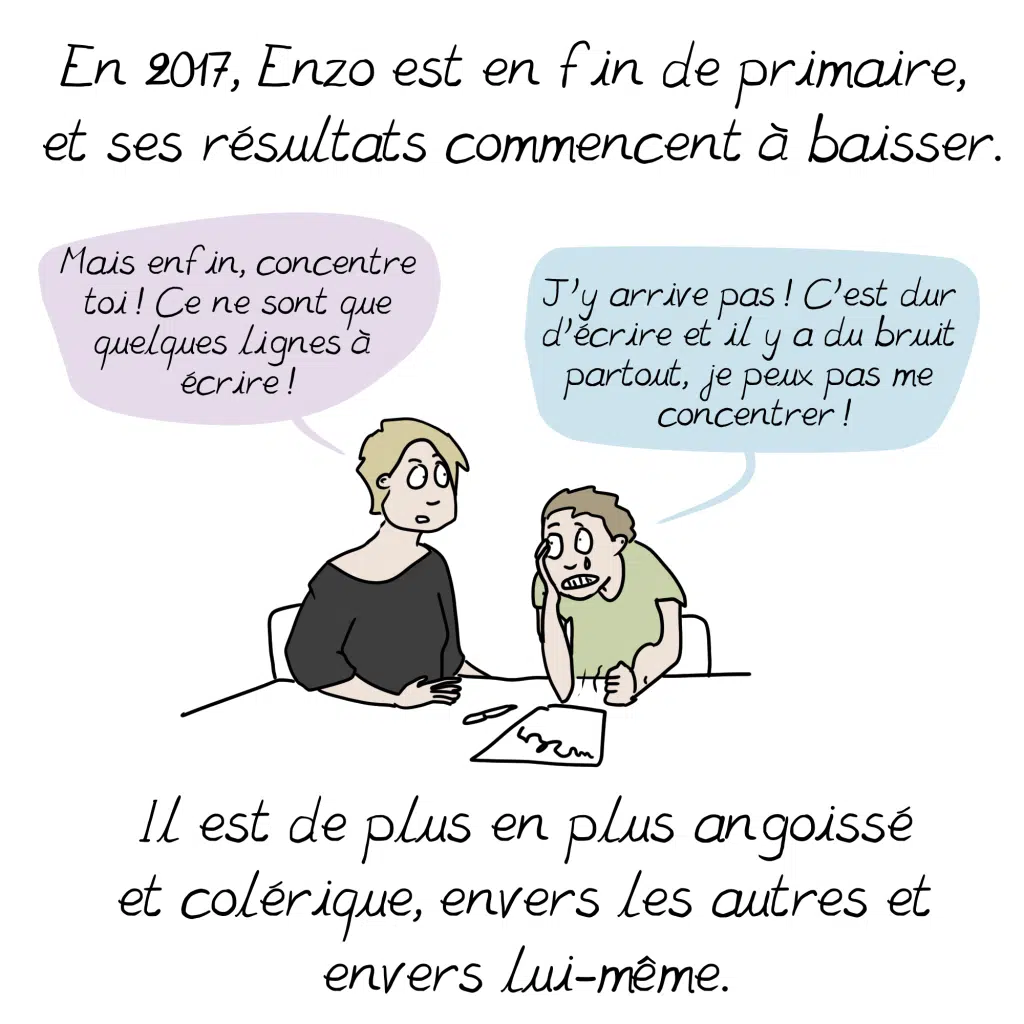 En 2017, Enzo est en fin de primaire,
et ses résultats commencent à baisser.
Mais enfin, concentre
toi ! Ce ne sont que
quelques lignes à
écrire !
J'y arrive pas ! C'est dur
d'écrire et il y a du bruit
partout, je peux pas me
concentrer !
Il est de plus en plus angoissé
et colérique, envers les autres et
envers lui-même.